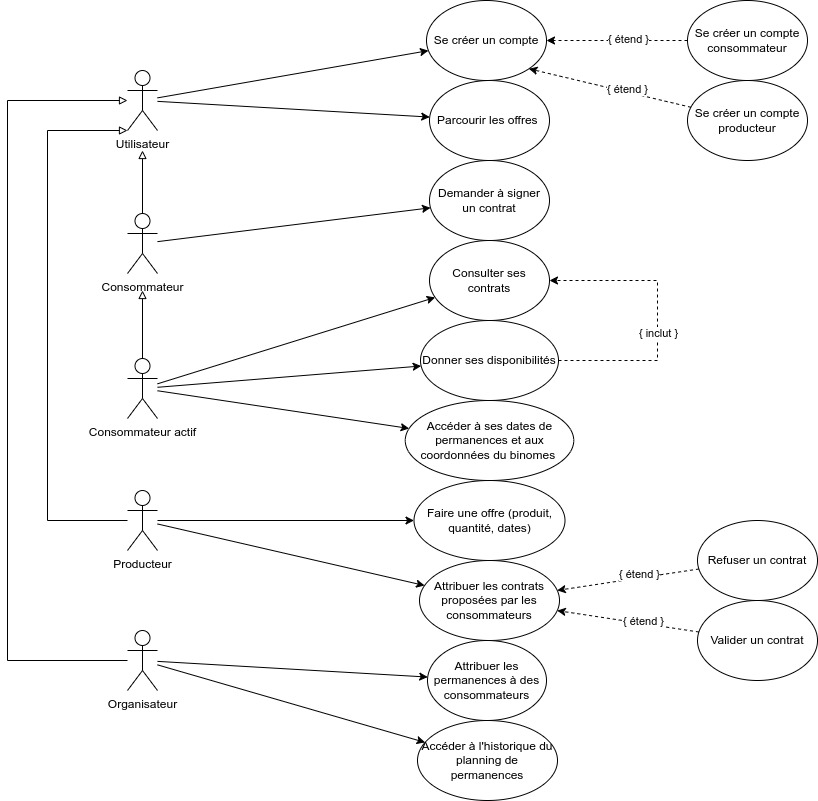 Se créer un compte
{ étend }
Se créer un compte
consommateur
{ étend }
Se créer un compte
producteur
Utilisateur
Parcourir les offres
Demander à signer
un contrat
Consommateur
Consulter ses
contrats
{ inclut }
Donner ses disponibilités
Consommateur actif
Accéder à ses dates de
permanences et aux
coordonnées du binomes
Producteur
Faire une offre (produit,
quantité, dates)
Attribuer les contrats
proposées par les
consommateurs
{ étend }
Refuser un contrat
{ étend }
Valider un contrat
Organisateur
Attribuer les
permanences à des
consommateurs
Accéder à l'historique du
planning de
permanences